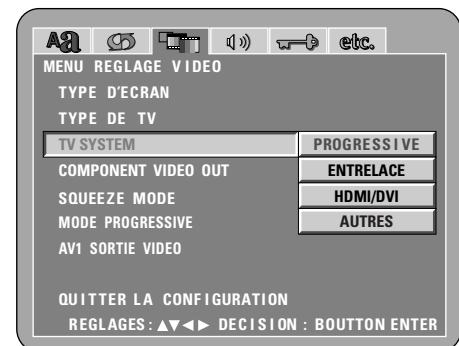 Aa etc.
MENU REGLAGE VIDEO
TYPE D'ECRAN
TYPE DE TV
TV SYSTEM PROGRESSIVE
COMPONENT VIDEO OUT ENTRELACE
SQUEEZE MODE HDMI/DVI
MODE PROGRESSIVE AUTRES
AV1 SORTIE VIDEO
QUITTER LA CONFIGURATION
REGLAGES: ▲▼◄► DECISION : BOUTTON ENTER